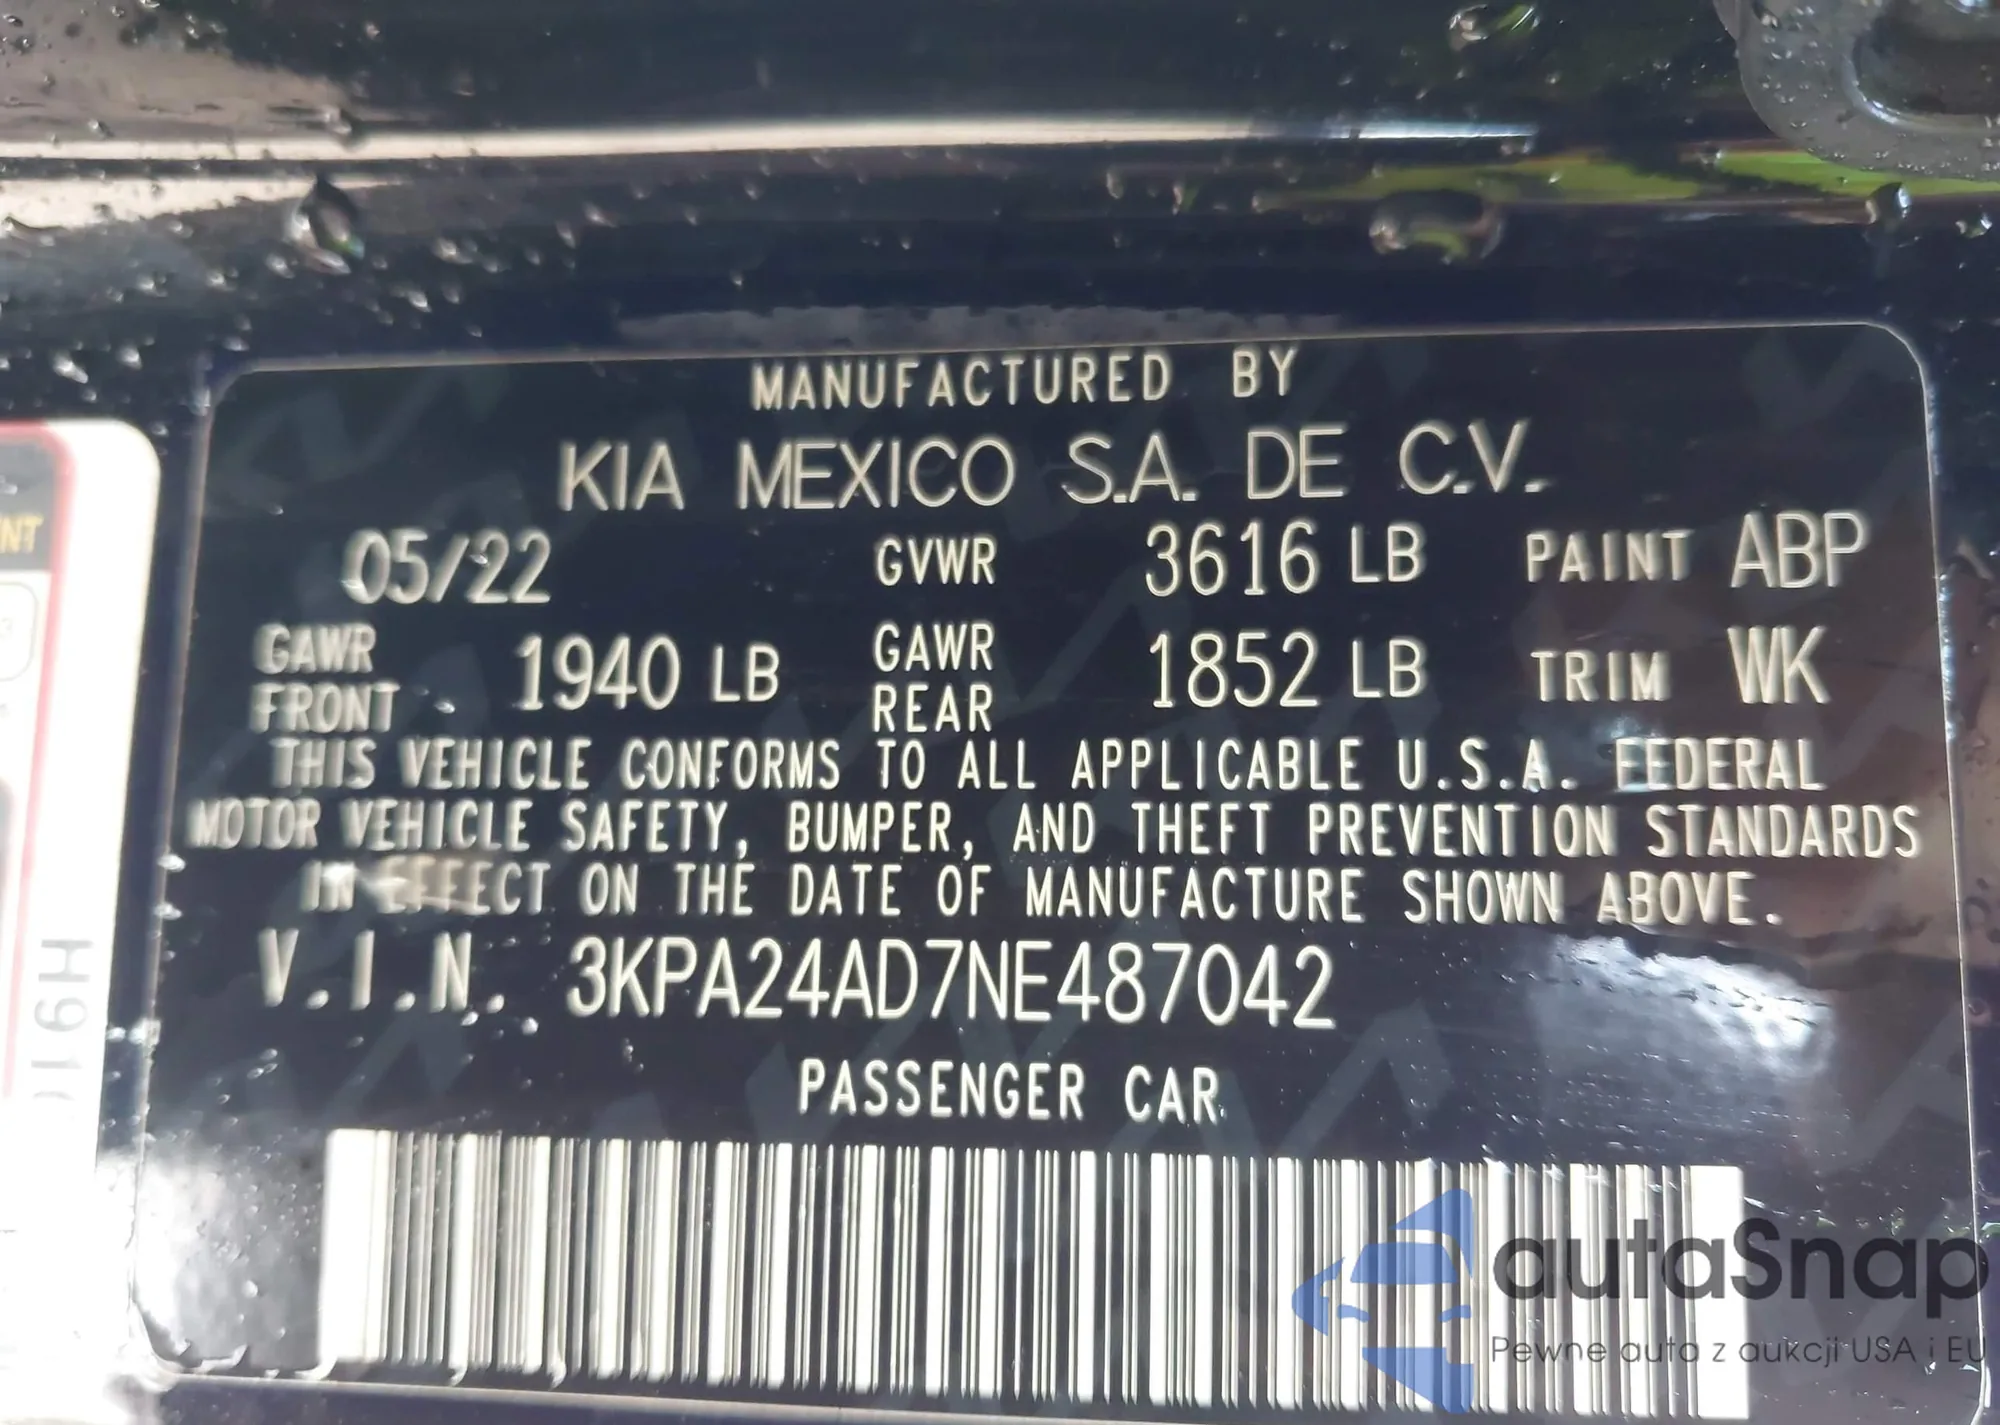 MANUFACTURED BY
KIA MEXICO S.A. DE C.V.
05/22 GVWR 3616 LB PAINT ABP
GAWR FRONT 1940 LB GAWR REAR 1852 LB TRIM WK
THIS VEHICLE CONFORMS TO ALL APPLICABLE U.S.A. FEDERAL
MOTOR VEHICLE SAFETY, BUMPER, AND THEFT PREVENTION STANDARDS
IN EFFECT ON THE DATE OF MANUFACTURE SHOWN ABOVE.
V.I.N. 3KPA24AD7NE487042
PASSENGER CAR
autaSnap
Pewne auta z aukcji USA i EU